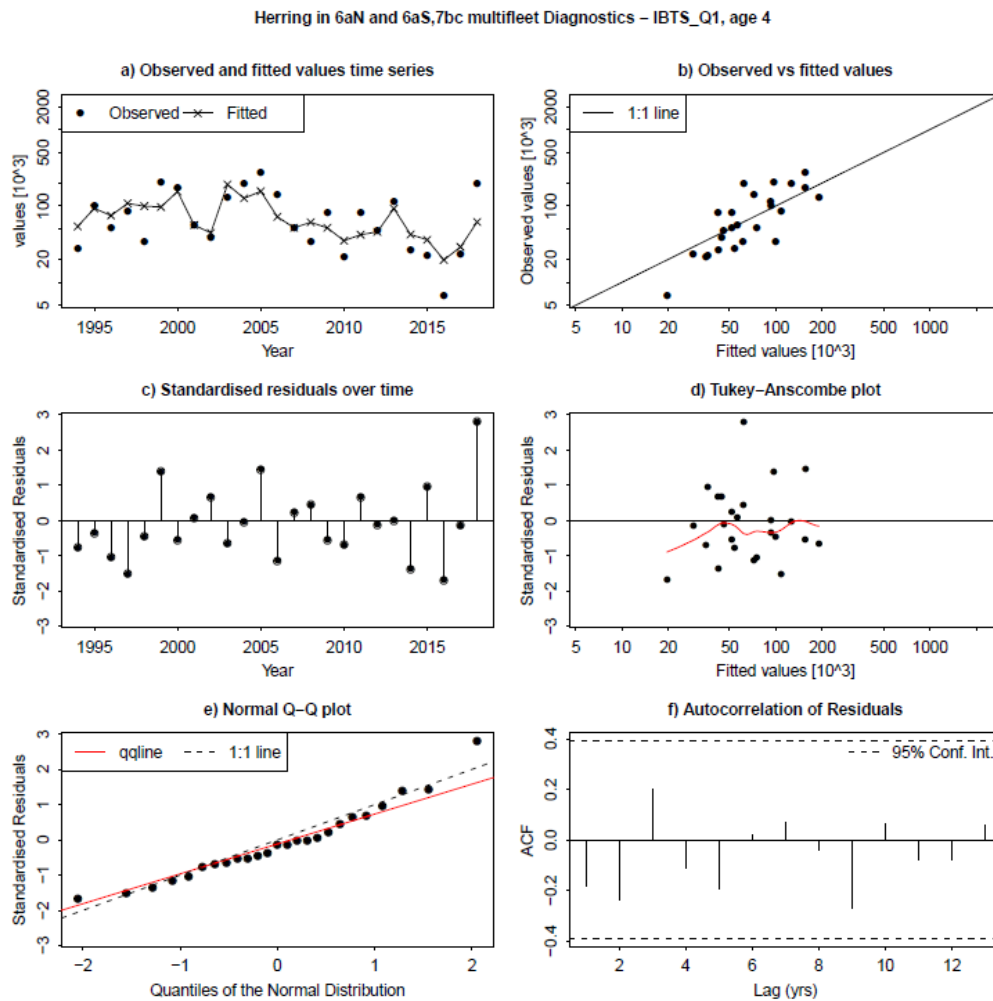 Herring in 6aN and 6aS,7bc multifleet Diagnostics – IBTS_Q1, age 4
a) Observed and fitted values time series
values [10^3]
2000
500
100
20
5
Observed
Fitted
1995 2000 2005 2010 2015
Year
b) Observed vs fitted values
Observed values [10^3]
2000
500
100
20
5
1:1 line
5 10 20 50 100 200 500 1000
Fitted values [10^3]
c) Standardised residuals over time
Standardised Residuals
3
2
1
0
−1
−2
−3
1995 2000 2005 2010 2015
Year
d) Tukey−Anscombe plot
Standardised Residuals
3
2
1
0
−1
−2
−3
5 10 20 50 100 200 500 1000
Fitted values [10^3]
e) Normal Q−Q plot
Standardised Residuals
3
2
1
0
−1
−2
−3
qqline
1:1 line
−2 −1 0 1 2
Quantiles of the Normal Distribution
f) Autocorrelation of Residuals
ACF
0.4
0.2
0.0
−0.2
−0.4
95% Conf. Int.
2 4 6 8 10 12
Lag (yrs)